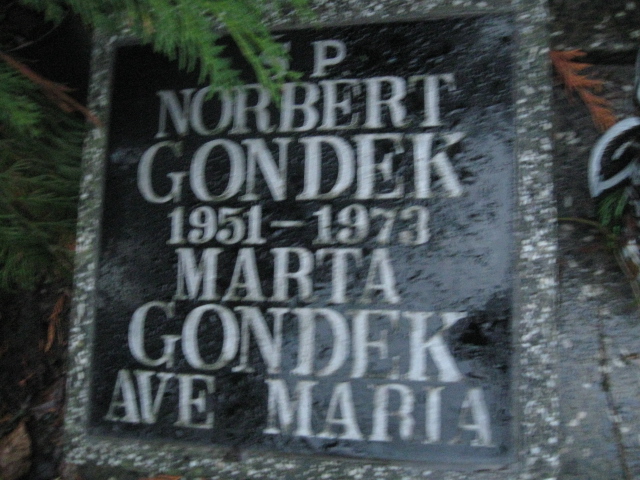 Ś P
NORBERT
GONDEK
1951-1973
MARTA
GONDEK
AVE MARIA